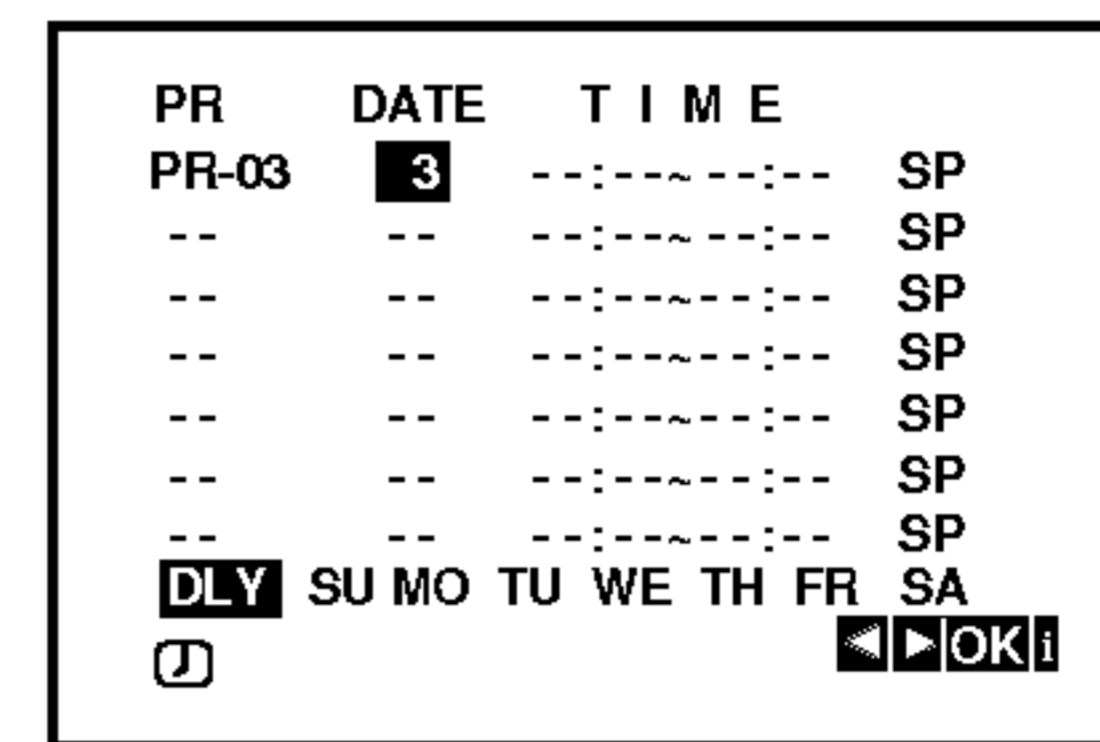 PR DATE T I M E
PR-03 3 --:--~--:-- SP
-- -- --:--~--:-- SP
-- -- --:--~--:-- SP
-- -- --:--~--:-- SP
-- -- --:--~--:-- SP
-- -- --:--~--:-- SP
-- -- --:--~--:-- SP
DLY SU MO TU WE TH FR SA
◄ ► OK i